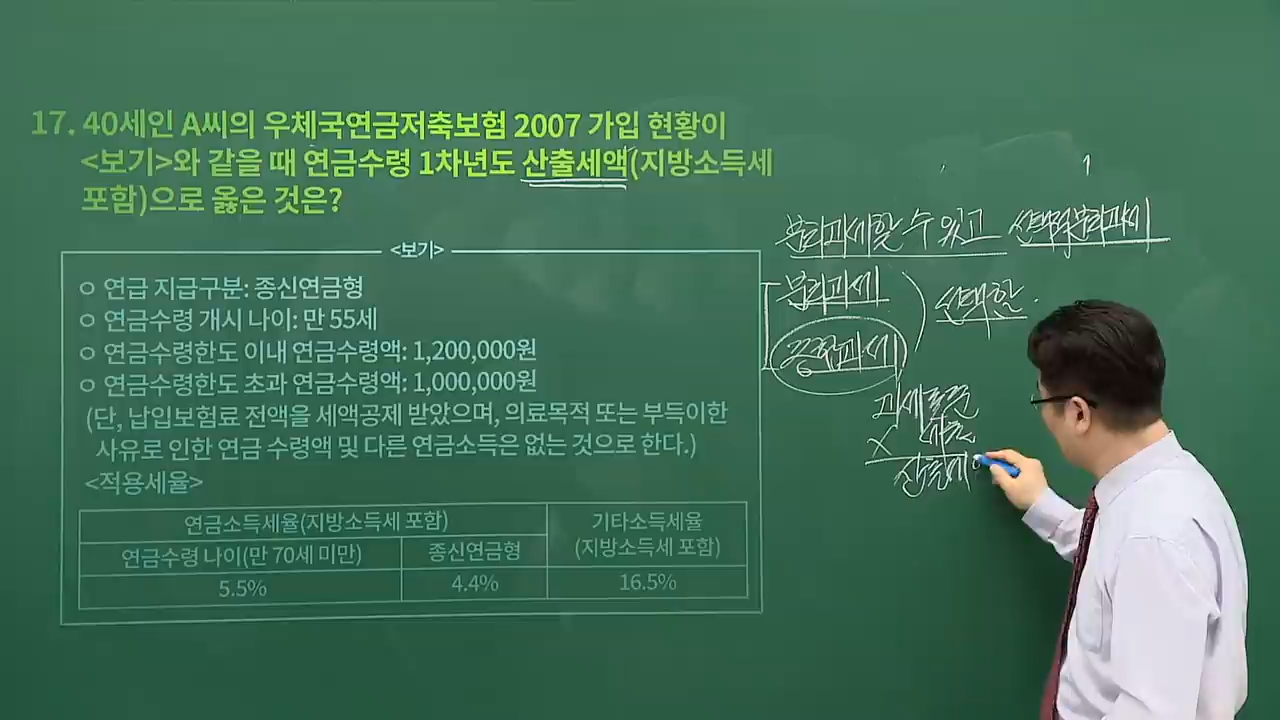 17. 40세인 A씨의 우체국연금저축보험 2007 가입 현황이
<보기>와 같을 때 연금수령 1차년도 산출세액(지방소득세
포함)으로 옳은 것은?
<보기>
ㅇ 연급 지급구분: 종신연금형
ㅇ 연금수령 개시 나이: 만 55세
ㅇ 연금수령한도 이내 연금수령액: 1,200,000원
ㅇ 연금수령한도 초과 연금수령액: 1,000,000원
(단, 납입보험료 전액을 세액공제 받았으며, 의료목적 또는 부득이한
사유로 인한 연금 수령액 및 다른 연금소득은 없는 것으로 한다.)
<적용세율>
연금소득세율(지방소득세 포함)
기타소득세율
(지방소득세 포함)
연금수령 나이(만 70세 미만)
종신연금형
5.5%
4.4%
16.5%
분리과세할 수 있고 선택적분리과세
분리과세
선택한
종합과세
과세표준
X 세율
산출세